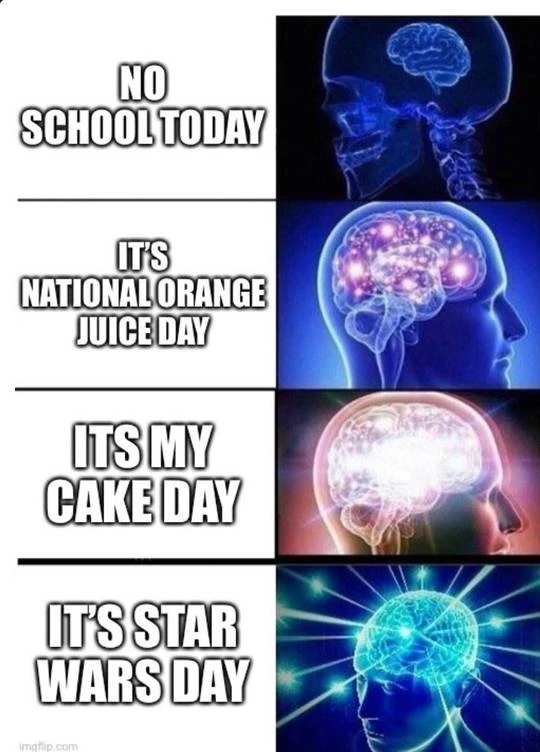 NO
SCHOOL TODAY
IT'S
NATIONAL ORANGE
JUICE DAY
ITS MY
CAKE DAY
IT'S STAR
WARS DAY
imgflip.com